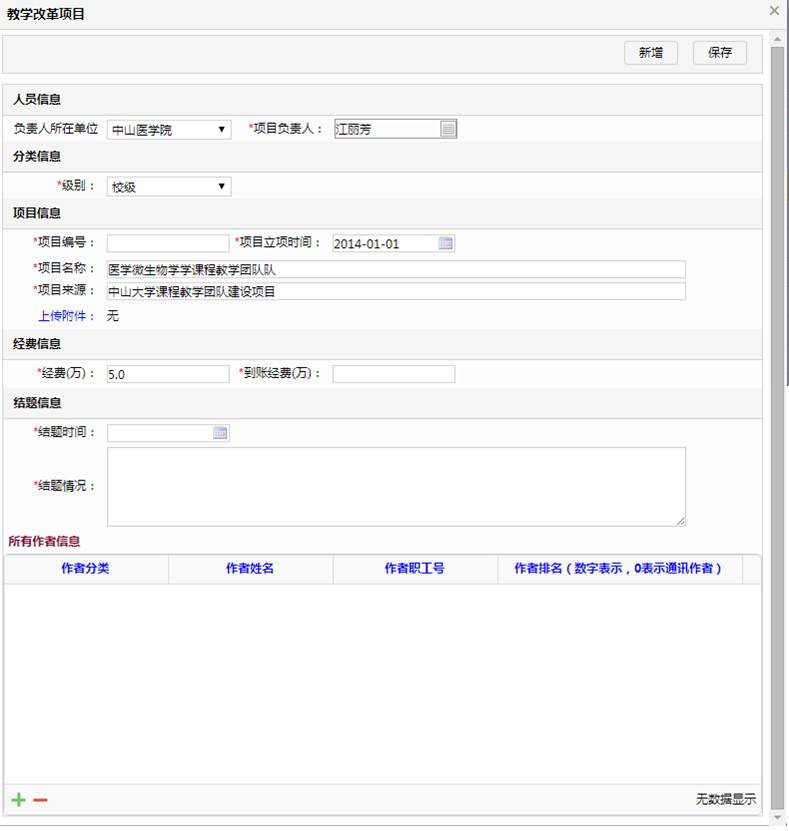 教学改革项目
新增 保存
人员信息
负责人所在单位 中山医学院 *项目负责人： 江丽芳
分类信息
*级别： 校级
项目信息
*项目编号： *项目立项时间： 2014-01-01
*项目名称： 医学微生物学学课程教学团队队
*项目来源： 中山大学课程教学团队建设项目
上传附件： 无
经费信息
*经费(万)： 5.0 *到账经费(万)：
结题信息
*结题时间：
*结题情况：
所有作者信息
作者分类 作者姓名 作者职工号 作者排名（数字表示，0表示通讯作者）
无数据显示